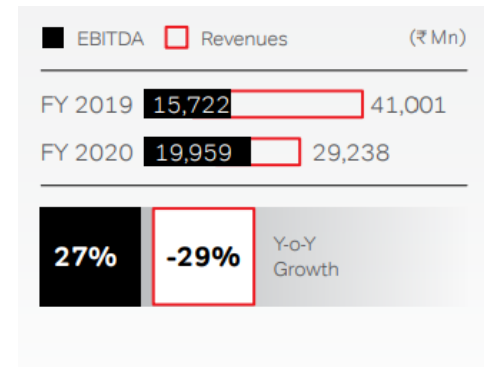 EBITDA Revenues (₹ Mn)
FY 2019 15,722 41,001
FY 2020 19,959 29,238
27% -29% Y-o-Y
Growth